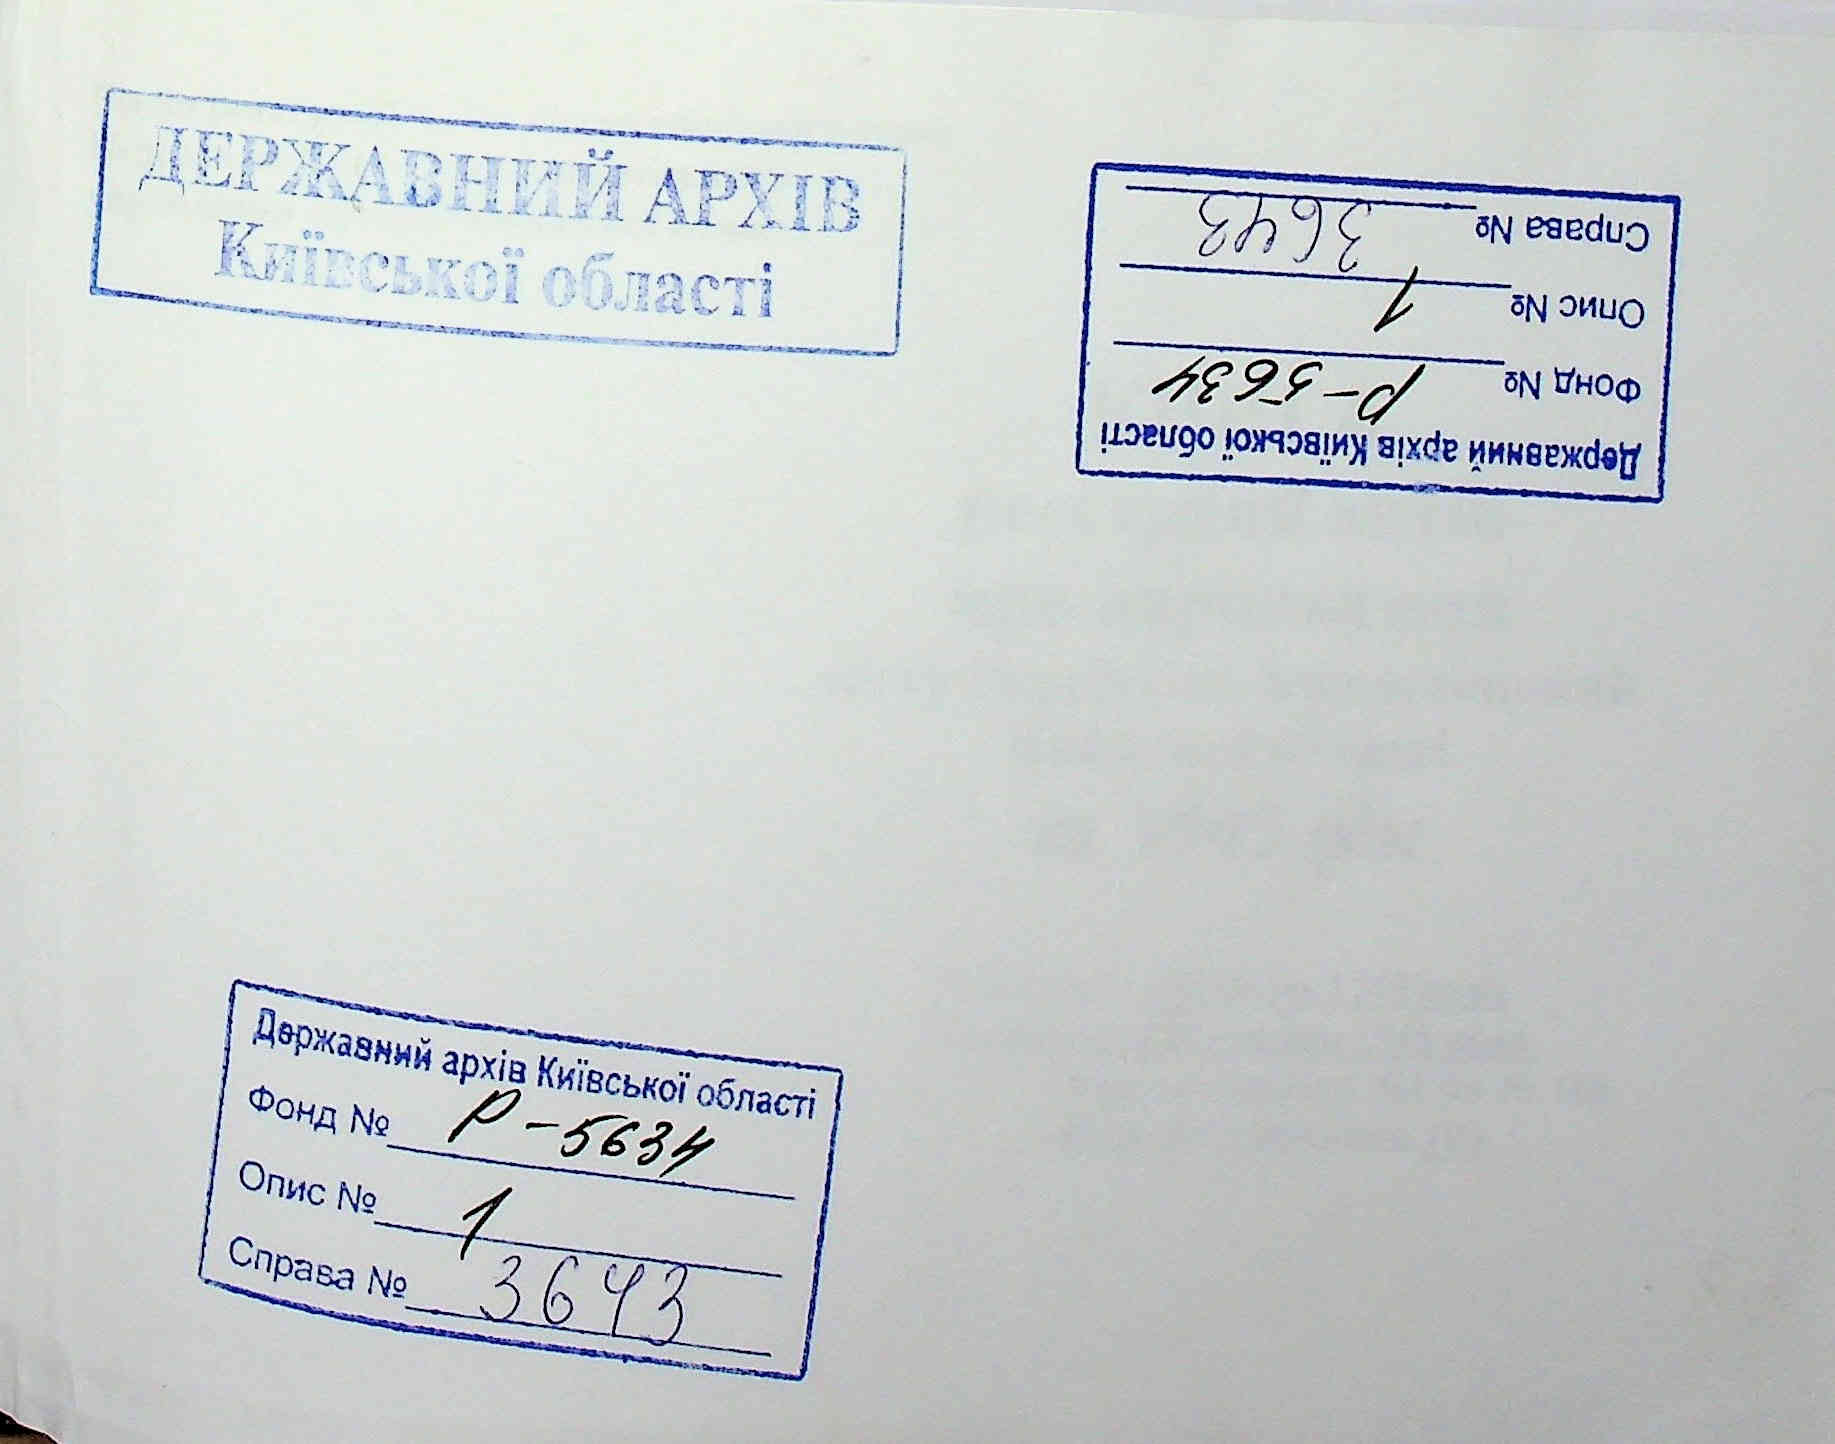 ДЕРЖАВНИЙ АРХІВ
Київської області
Державний архів Київської області
Фонд № Р-5634
Опис № 1
Справа № 3643
Державний архів Київської області
Фонд № Р-5634
Опис № 1
Справа № 3643